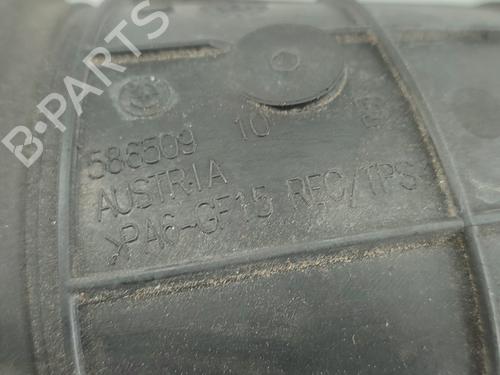 B-PARTS
586509 10
AUSTRIA
>PA6-GF15 REC/TPS